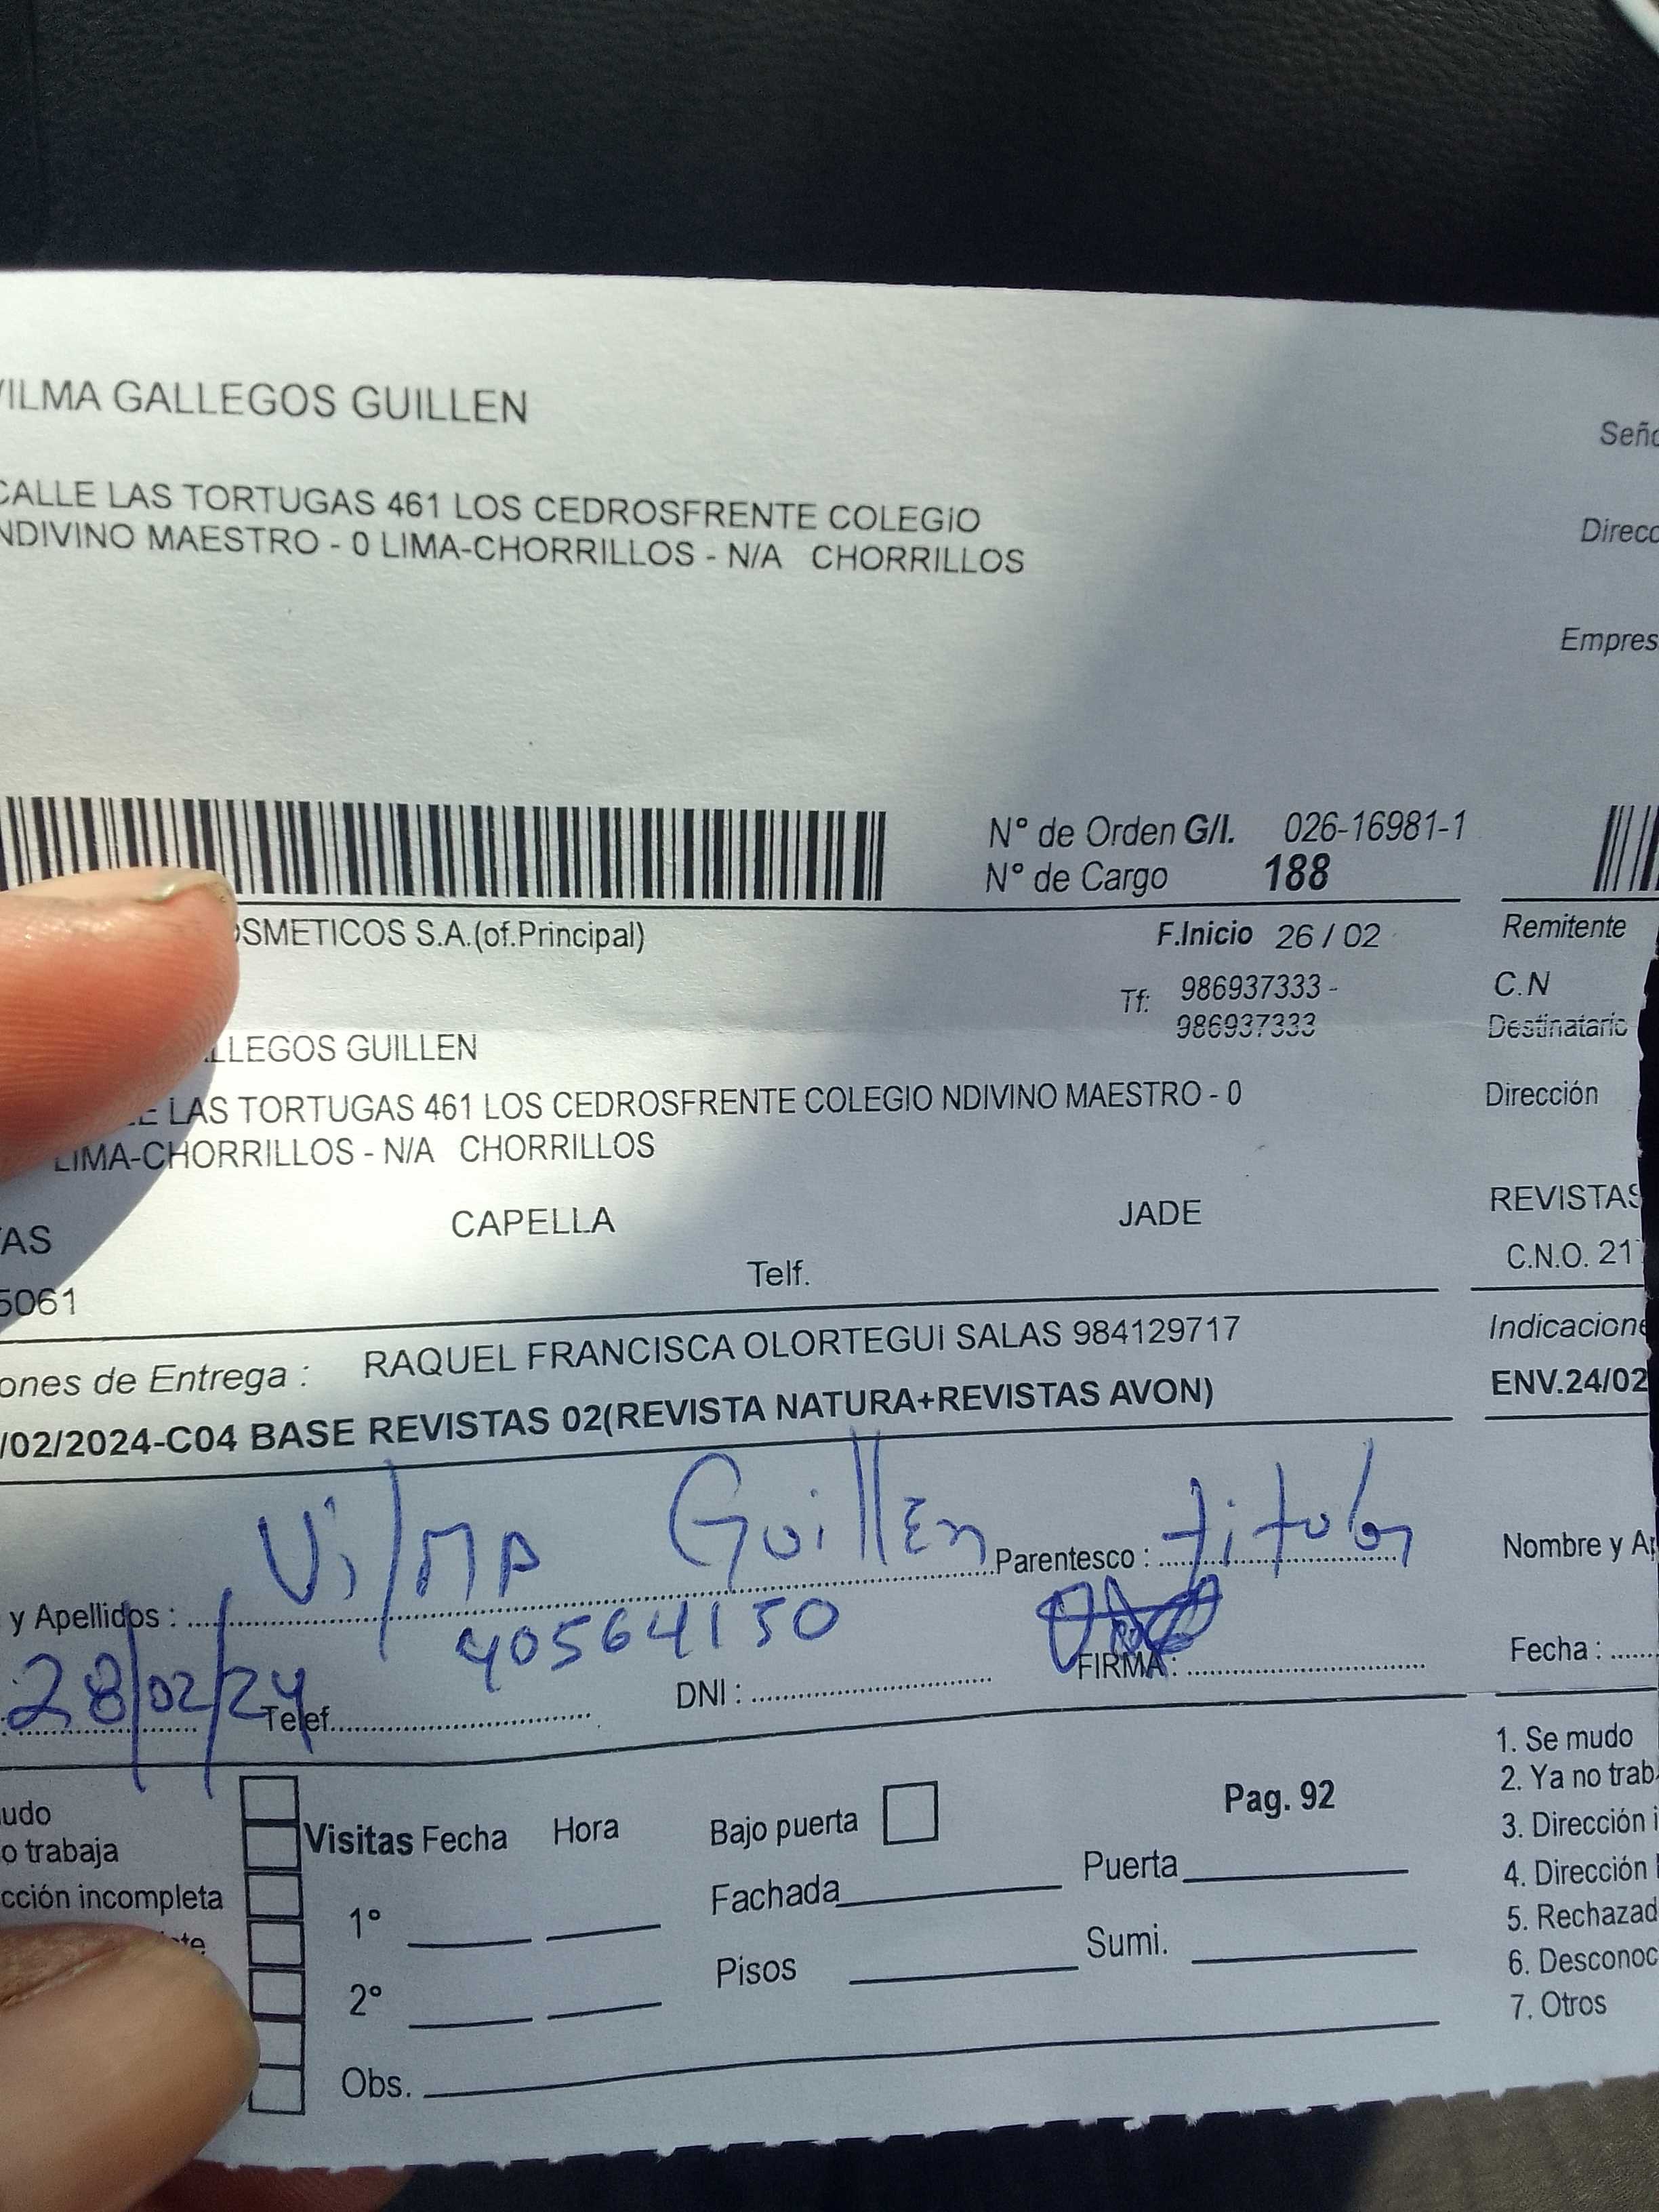 VILMA GALLEGOS GUILLEN
Seño
CALLE LAS TORTUGAS 461 LOS CEDROSFRENTE COLEGIO
NDIVINO MAESTRO - 0 LIMA-CHORRILLOS - N/A CHORRILLOS
Direcc
Empres
N° de Orden G/I. 026-16981-1
N° de Cargo 188
OSMETICOS S.A.(of.Principal)
F.Inicio 26 / 02
Remitente
Tf: 986937333 -
986937333
C.N
Destinatario
LLEGOS GUILLEN
E LAS TORTUGAS 461 LOS CEDROSFRENTE COLEGIO NDIVINO MAESTRO - 0
Dirección
LIMA-CHORRILLOS - N/A CHORRILLOS
AS CAPELLA JADE
REVISTAS
5061 Telf.
C.N.O. 21
ones de Entrega : RAQUEL FRANCISCA OLORTEGUI SALAS 984129717
Indicacione
/02/2024-C04 BASE REVISTAS 02(REVISTA NATURA+REVISTAS AVON)
ENV.24/02
y Apellidos : Vilma Guillen Parentesco : titular
Nombre y Ap
28/02/24 Telef. DNI : 40564150 FIRMA :
Fecha :
udo
o trabaja
cción incompleta
Visitas Fecha Hora
1°
2°
Obs.
Bajo puerta
Pag. 92
Fachada
Puerta
Pisos
Sumi.
1. Se mudo
2. Ya no trab
3. Dirección i
4. Dirección
5. Rechazad
6. Desconoc
7. Otros